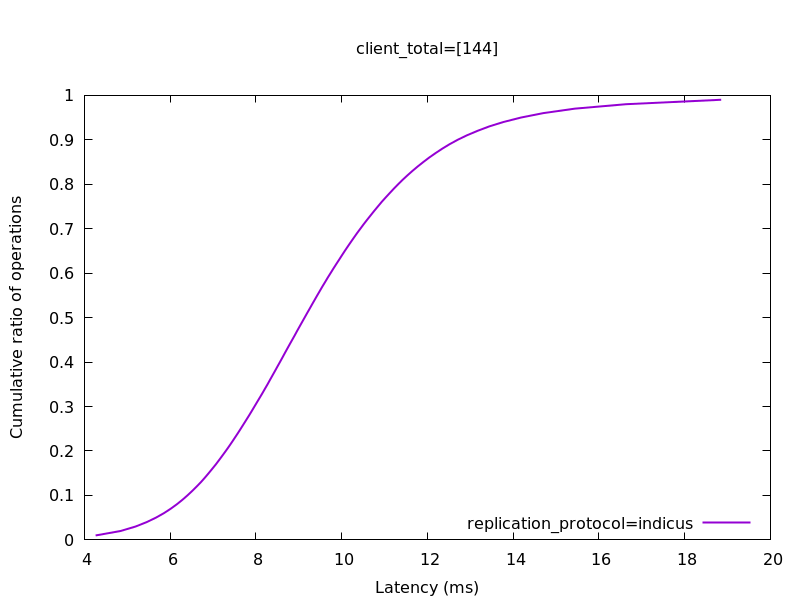 client_total=[144]
1
0.9
0.8
0.7
0.6
0.5
0.4
0.3
0.2
0.1
0
Cumulative ratio of operations
replication_protocol=indicus
4 6 8 10 12 14 16 18 20
Latency (ms)